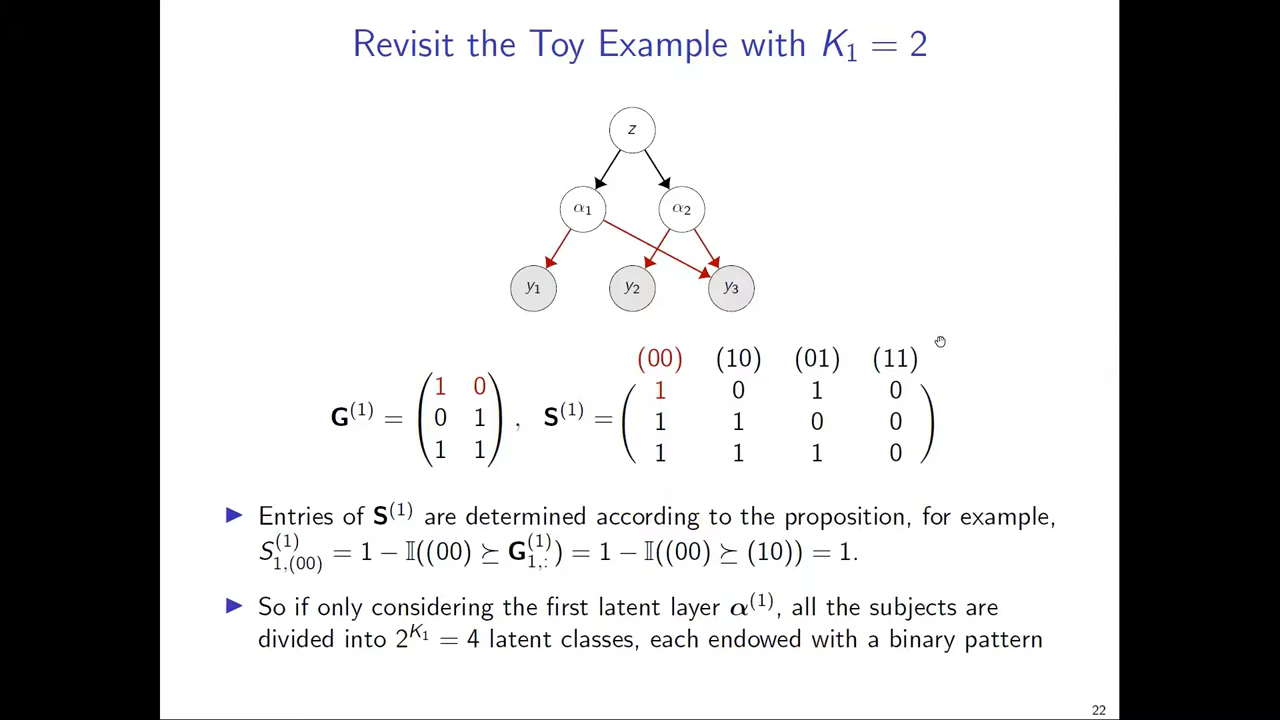 Revisit the Toy Example with K₁ = 2
z
α₁ α₂
y₁ y₂ y₃
(00) (10) (01) (11)
G⁽¹⁾ = ( 1 0 ; 0 1 ; 1 1 ), S⁽¹⁾ = ( 1 0 1 0 ; 1 1 0 0 ; 1 1 1 0 )
▶ Entries of S⁽¹⁾ are determined according to the proposition, for example,
S⁽¹⁾₁,₍₀₀₎ = 1 − 𝕀((00) ⪰ G⁽¹⁾₁,:) = 1 − 𝕀((00) ⪰ (10)) = 1.
▶ So if only considering the first latent layer α⁽¹⁾, all the subjects are
divided into 2^{K₁} = 4 latent classes, each endowed with a binary pattern
22